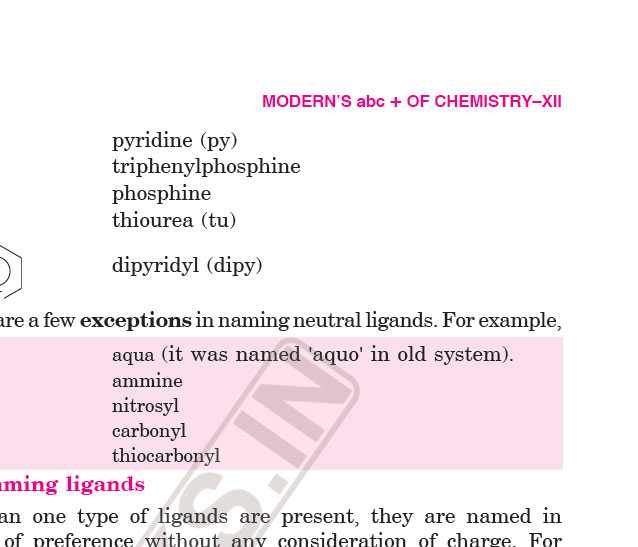 MODERN'S abc + OF CHEMISTRY–XII
pyridine (py)
triphenylphosphine
phosphine
thiourea (tu)
dipyridyl (dipy)
are a few exceptions in naming neutral ligands. For example,
aqua (it was named 'aquo' in old system).
ammine
nitrosyl
carbonyl
thiocarbonyl
ligands
an one type of ligands are present, they are named in
of preference without any consideration of charge. For
S.IN